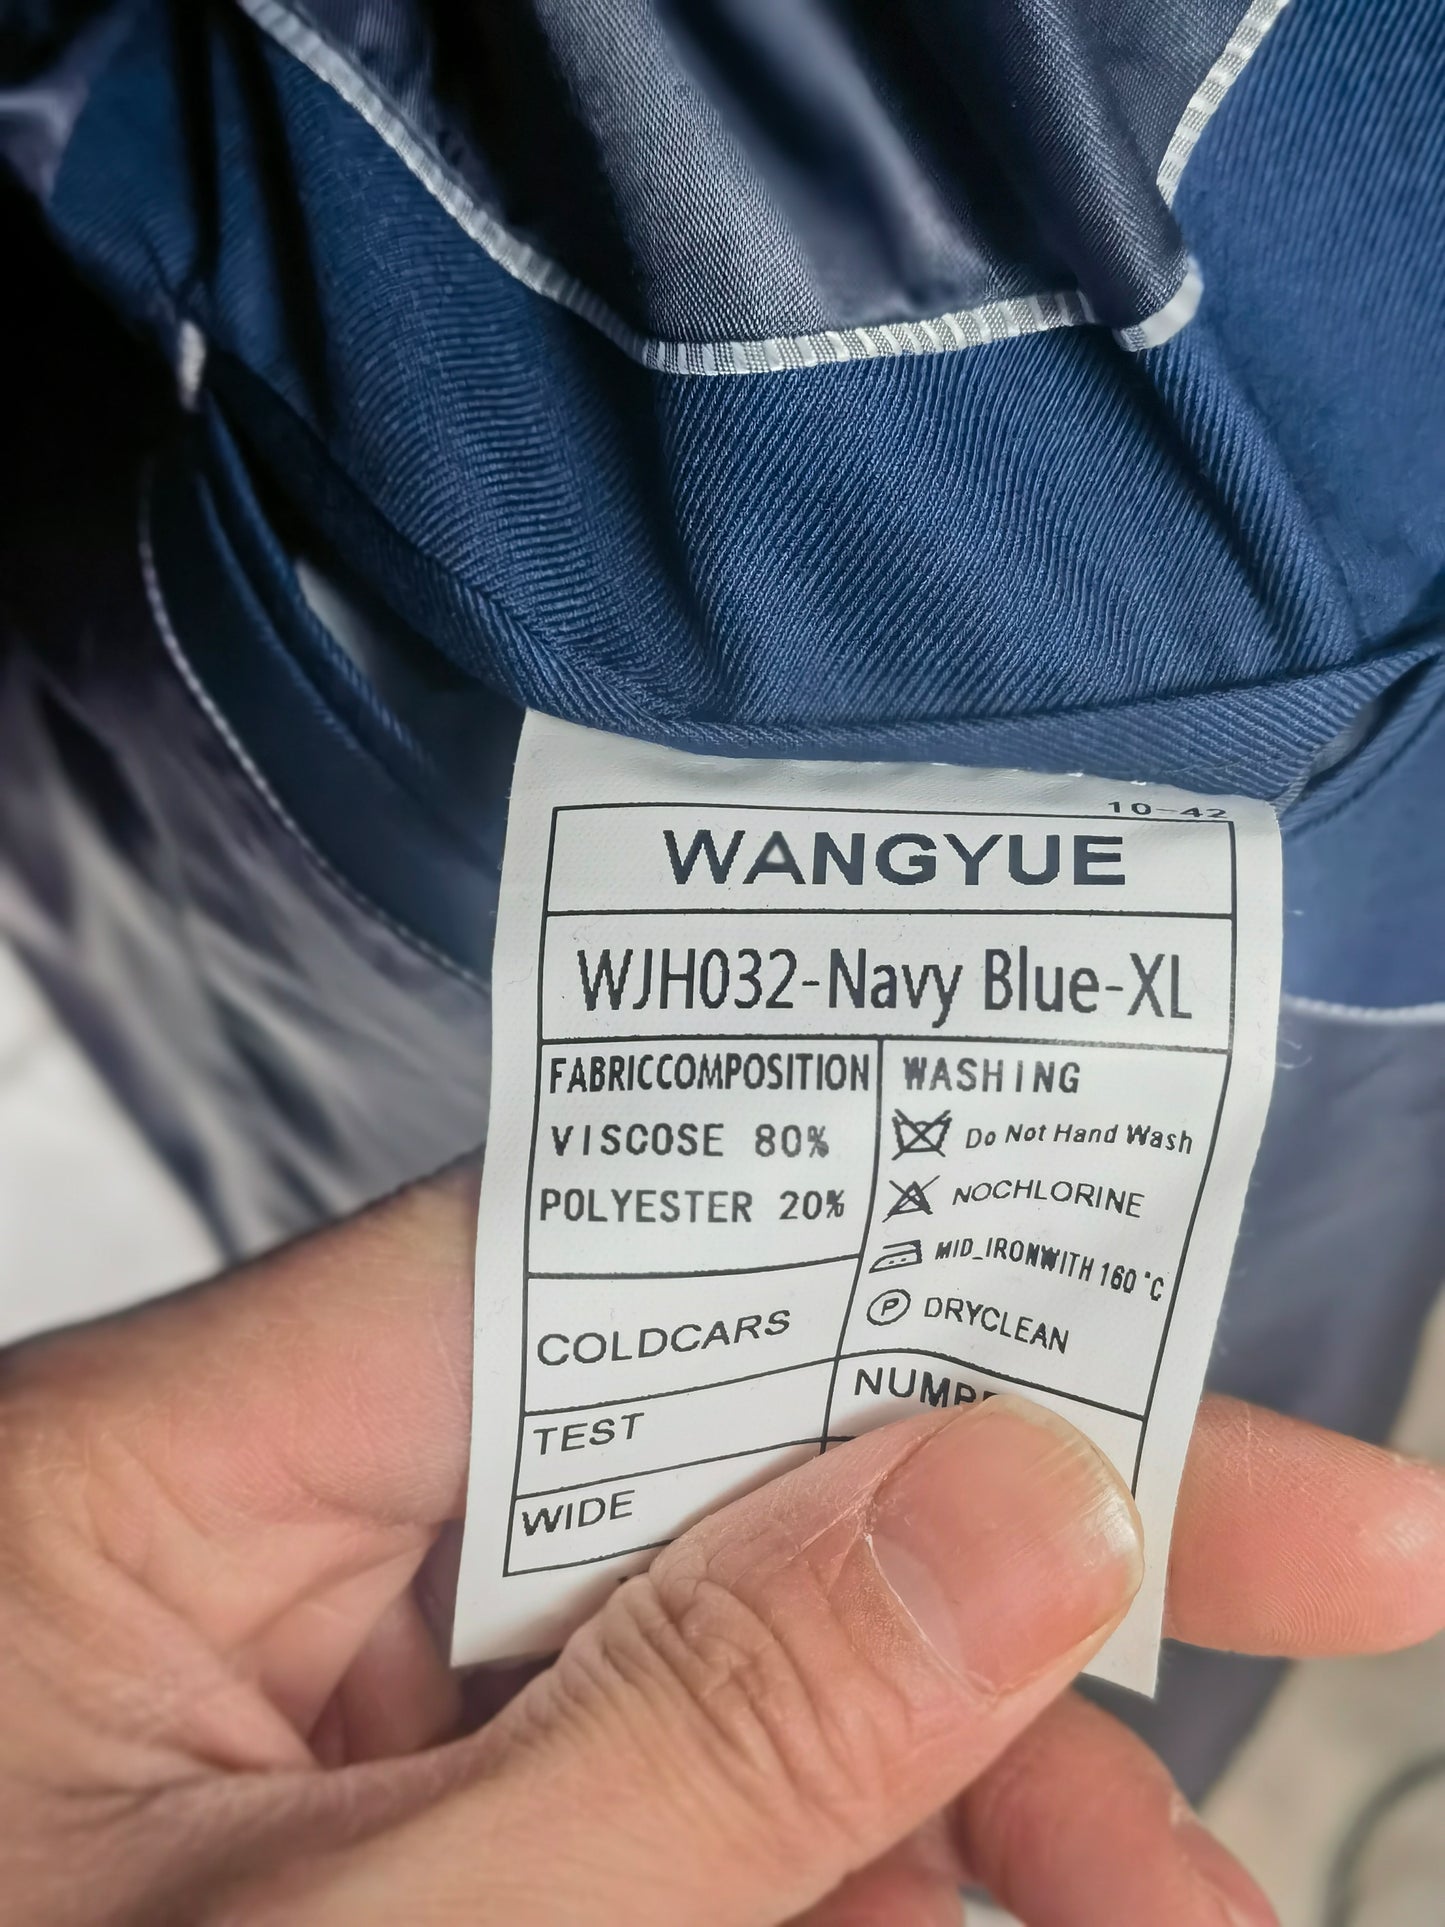 10-42
WANGYUE
WJH032-Navy Blue-XL
FABRICCOMPOSITION
VISCOSE 80%
POLYESTER 20%
WASHING
Do Not Hand Wash
NOCHLORINE
MID_IRONWITH 160°C
P DRYCLEAN
COLDCARS
TEST
WIDE